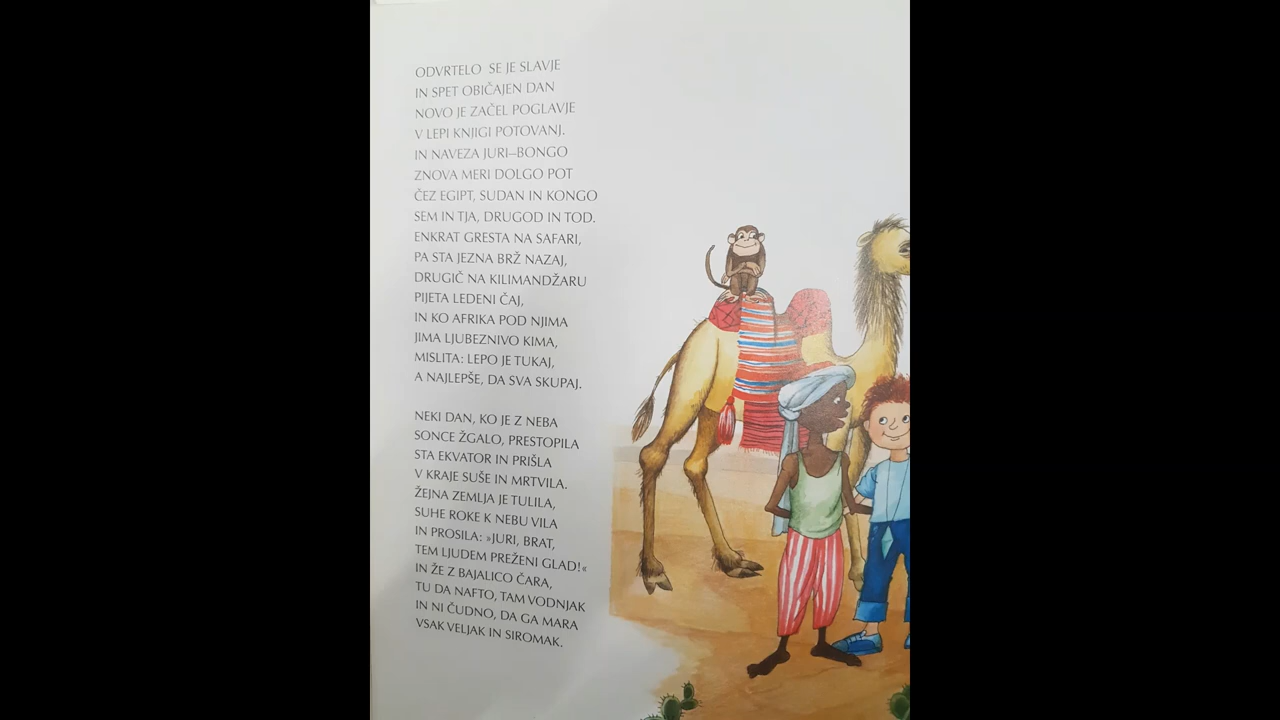 ODVRTELO SE JE SLAVJE
IN SPET OBIČAJEN DAN
NOVO JE ZAČEL POGLAVJE
V LEPI KNJIGI POTOVANJ.
IN NAVEZA JURI–BONGO
ZNOVA MERI DOLGO POT
ČEZ EGIPT, SUDAN IN KONGO
SEM IN TJA, DRUGOD IN TOD.
ENKRAT GRESTA NA SAFARI,
PA STA JEZNA BRŽ NAZAJ,
DRUGIČ NA KILIMANDŽARU
PIJETA LEDENI ČAJ,
IN KO AFRIKA POD NJIMA
JIMA LJUBEZNIVO KIMA,
MISLITA: LEPO JE TUKAJ,
A NAJLEPŠE, DA SVA SKUPAJ.
NEKI DAN, KO JE Z NEBA
SONCE ŽGALO, PRESTOPILA
STA EKVATOR IN PRIŠLA
V KRAJE SUŠE IN MRTVILA.
ŽEJNA ZEMLJA JE TULILA,
SUHE ROKE K NEBU VILA
IN PROSILA: »JURI, BRAT,
TEM LJUDEM PREŽENI GLAD!«
IN ŽE Z BAJALICO ČARA,
TU DA NAFTO, TAM VODNJAK
IN NI ČUDNO, DA GA MARA
VSAK VELJAK IN SIROMAK.